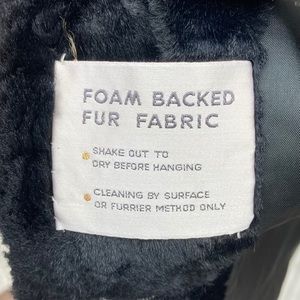 FOAM BACKED
FUR FABRIC
SHAKE OUT TO
DRY BEFORE HANGING
CLEANING BY SURFACE
OR FURRIER METHOD ONLY